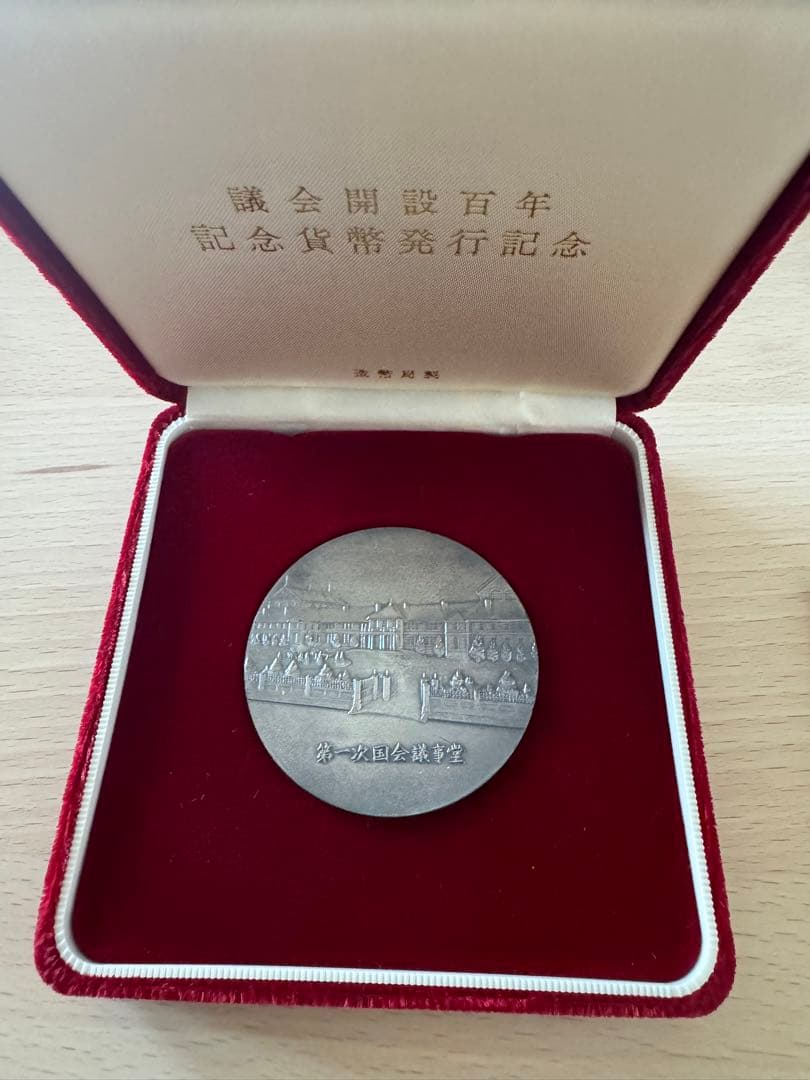 議会開設百年
記念貨幣発行記念
造幣局製
第一次国会議事堂